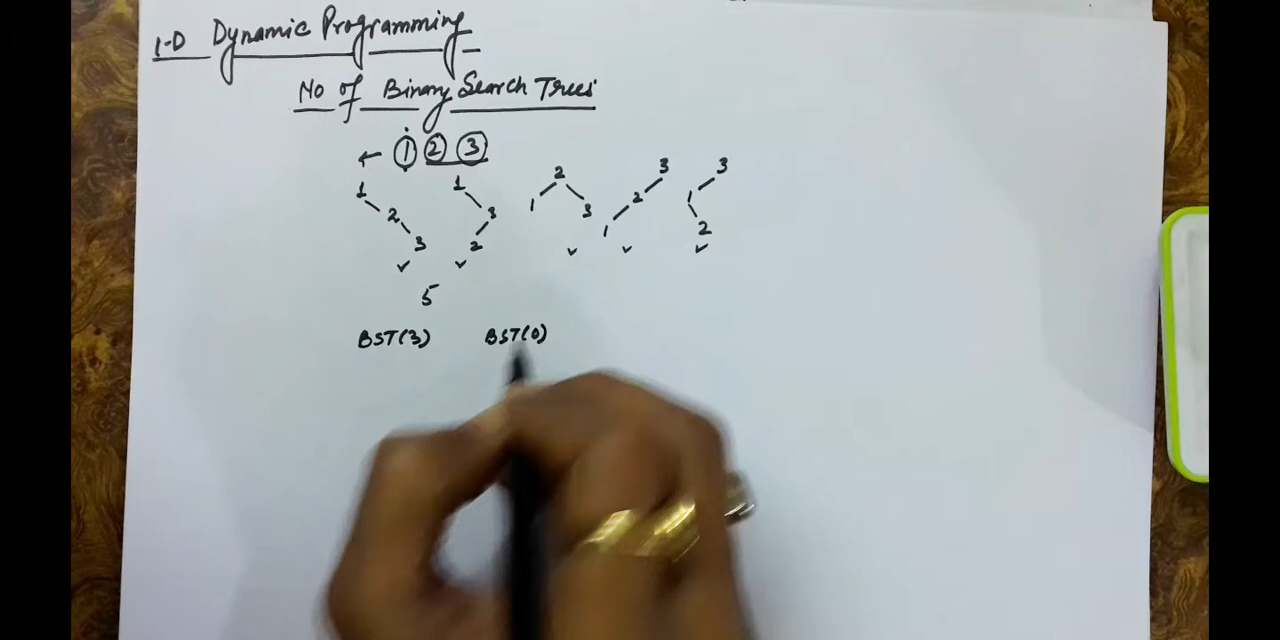 1-D Dynamic Programming
No of Binary Search Trees
← 1 2 3
1 1 2 3 3
2 3 1 3 2 1
3 2 1 2
✓ ✓ ✓ ✓ ✓
5
BST(3) BST(0)